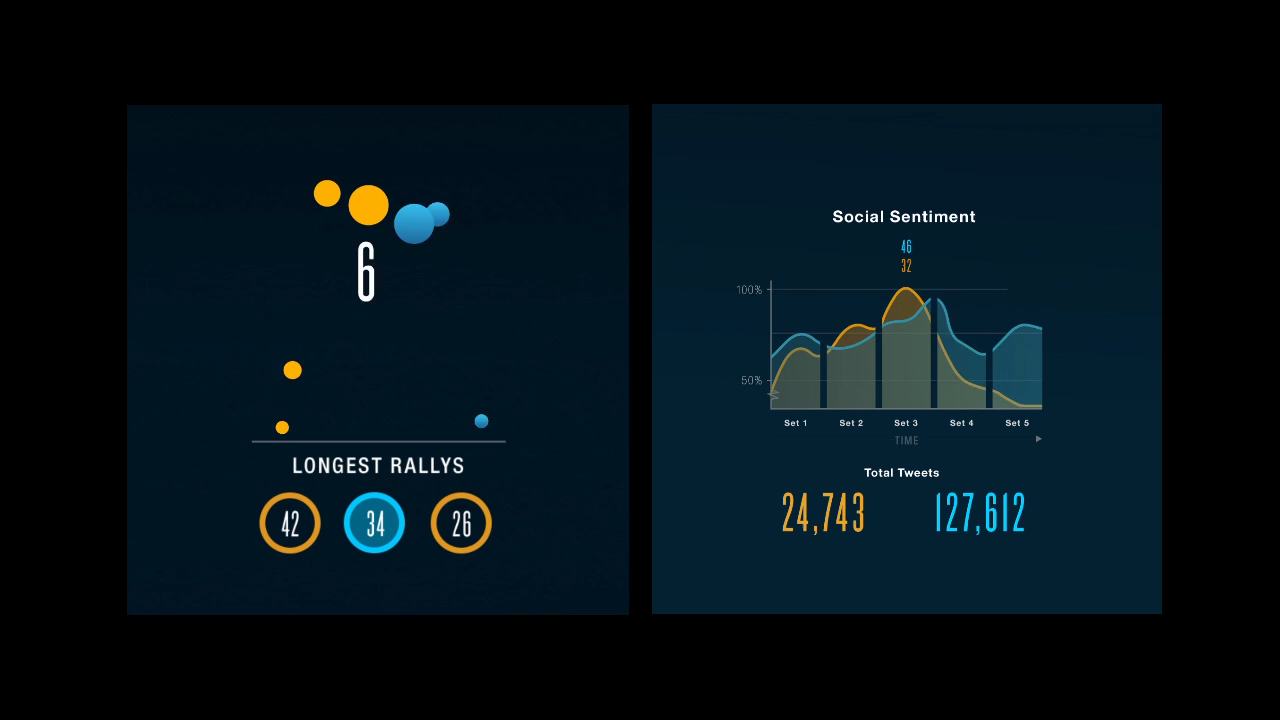 6
LONGEST RALLYS
42 34 26
Social Sentiment
46
32
100%
50%
Set 1 Set 2 Set 3 Set 4 Set 5
TIME
Total Tweets
24,743 127,612